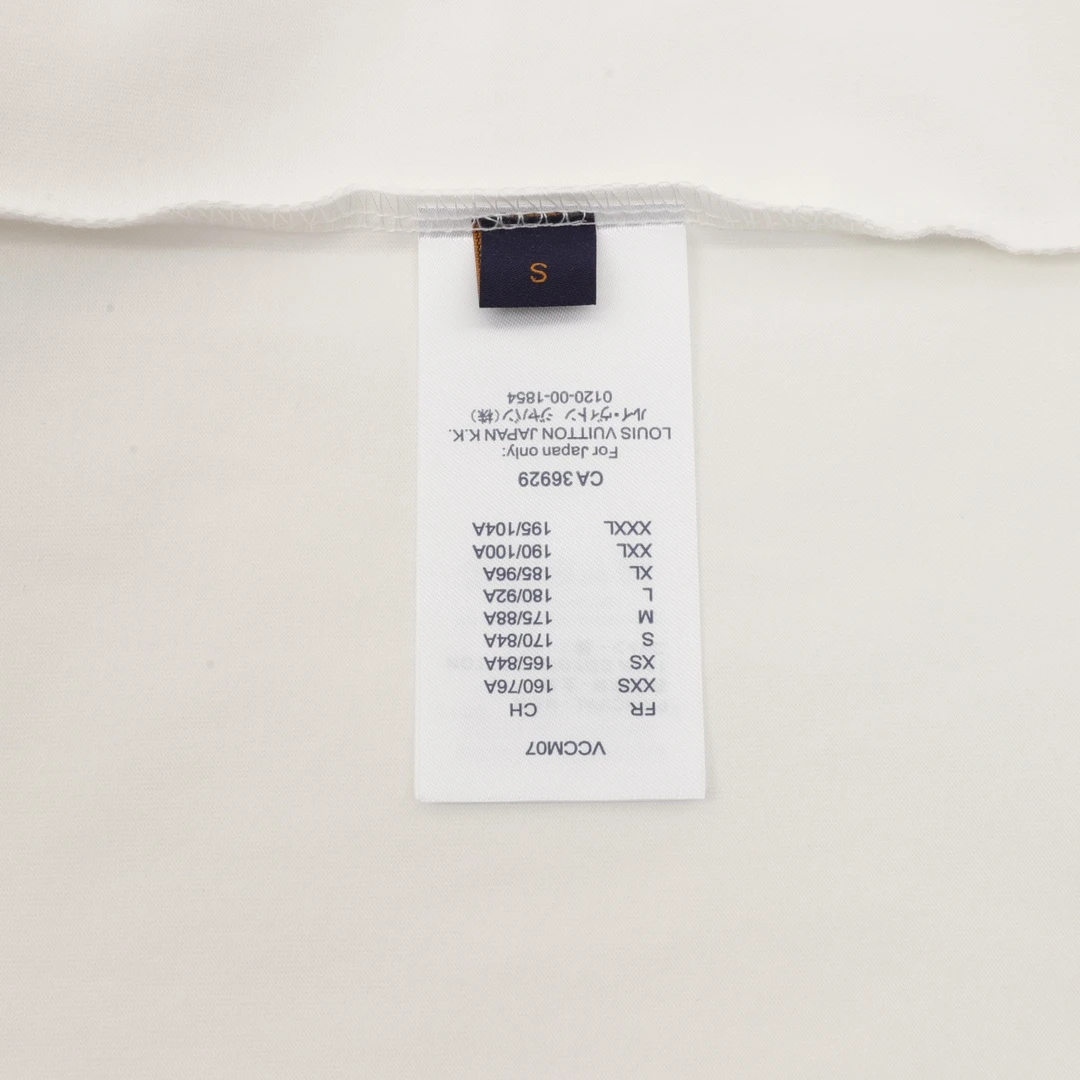 VCCM07
FR CH
XXS 160/76A
XS 165/84A
S 170/84A
M 175/88A
L 180/92A
XL 185/96A
XXL 190/100A
XXXL 195/104A
CA 36929
For Japan only:
LOUIS VUITTON JAPAN K.K.
ルイ・ヴィトン ジャパン(株)
0120-00-1854
S